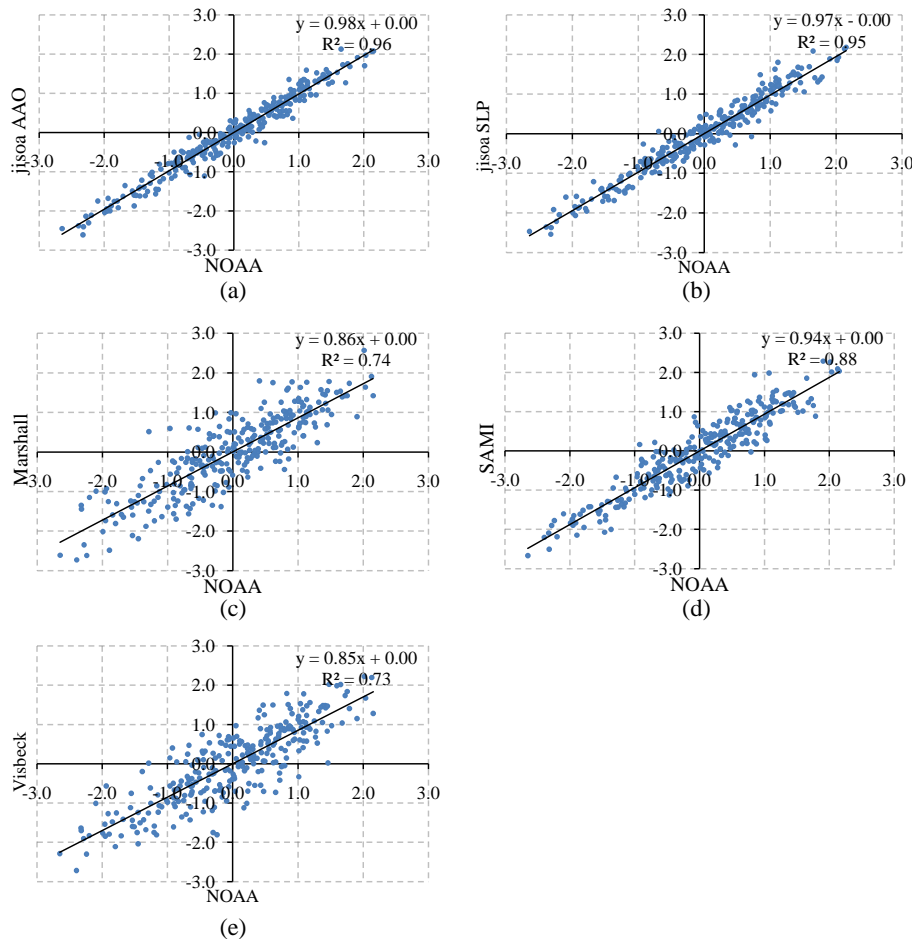 3.0
y = 0.98x + 0.00
R² = 0.96
2.0
1.0
0.0
-3.0 -2.0 -1.0 0.0 1.0 2.0 3.0
-1.0
-2.0
-3.0
jisoa AAO
NOAA
(a)
3.0
y = 0.97x - 0.00
R² = 0.95
2.0
1.0
0.0
-3.0 -2.0 -1.0 0.0 1.0 2.0 3.0
-1.0
-2.0
-3.0
jisoa SLP
NOAA
(b)
3.0
y = 0.86x + 0.00
R² = 0.74
2.0
1.0
0.0
-3.0 -2.0 -1.0 0.0 1.0 2.0 3.0
-1.0
-2.0
-3.0
Marshall
NOAA
(c)
3.0
y = 0.94x + 0.00
R² = 0.88
2.0
1.0
0.0
-3.0 -2.0 -1.0 0.0 1.0 2.0 3.0
-1.0
-2.0
-3.0
SAMI
NOAA
(d)
3.0
y = 0.85x + 0.00
R² = 0.73
2.0
1.0
0.0
-3.0 -2.0 -1.0 0.0 1.0 2.0 3.0
-1.0
-2.0
-3.0
Visbeck
NOAA
(e)